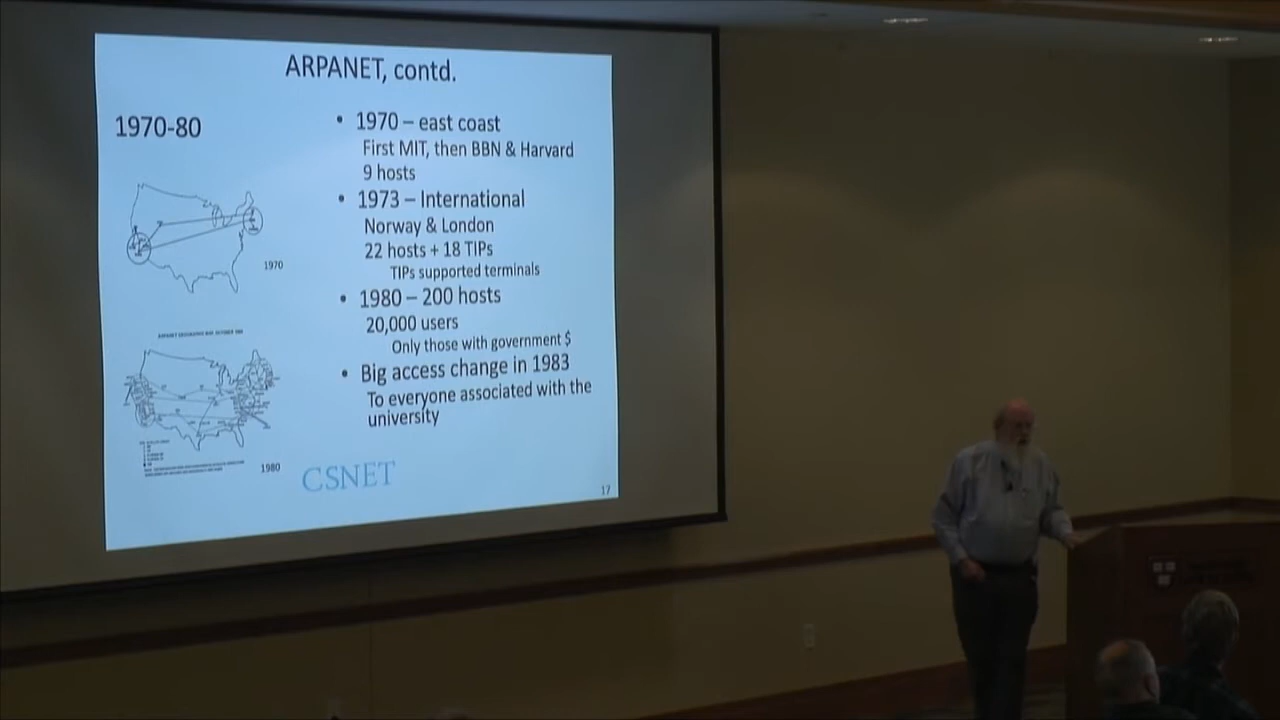 ARPANET, contd.
1970-80
• 1970 – east coast
First MIT, then BBN & Harvard
9 hosts
• 1973 – International
Norway & London
22 hosts + 18 TIPs
TIPs supported terminals
• 1980 – 200 hosts
20,000 users
Only those with government $
• Big access change in 1983
To everyone associated with the
university
1970
1980
CSNET
17